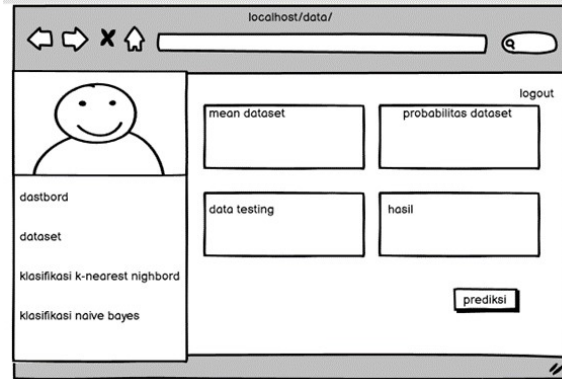 localhost/data/
logout
mean dataset
probabilitas dataset
data testing
hasil
prediksi
dastbord
dataset
klasifikasi k-nearest nighbord
klasifikasi naive bayes